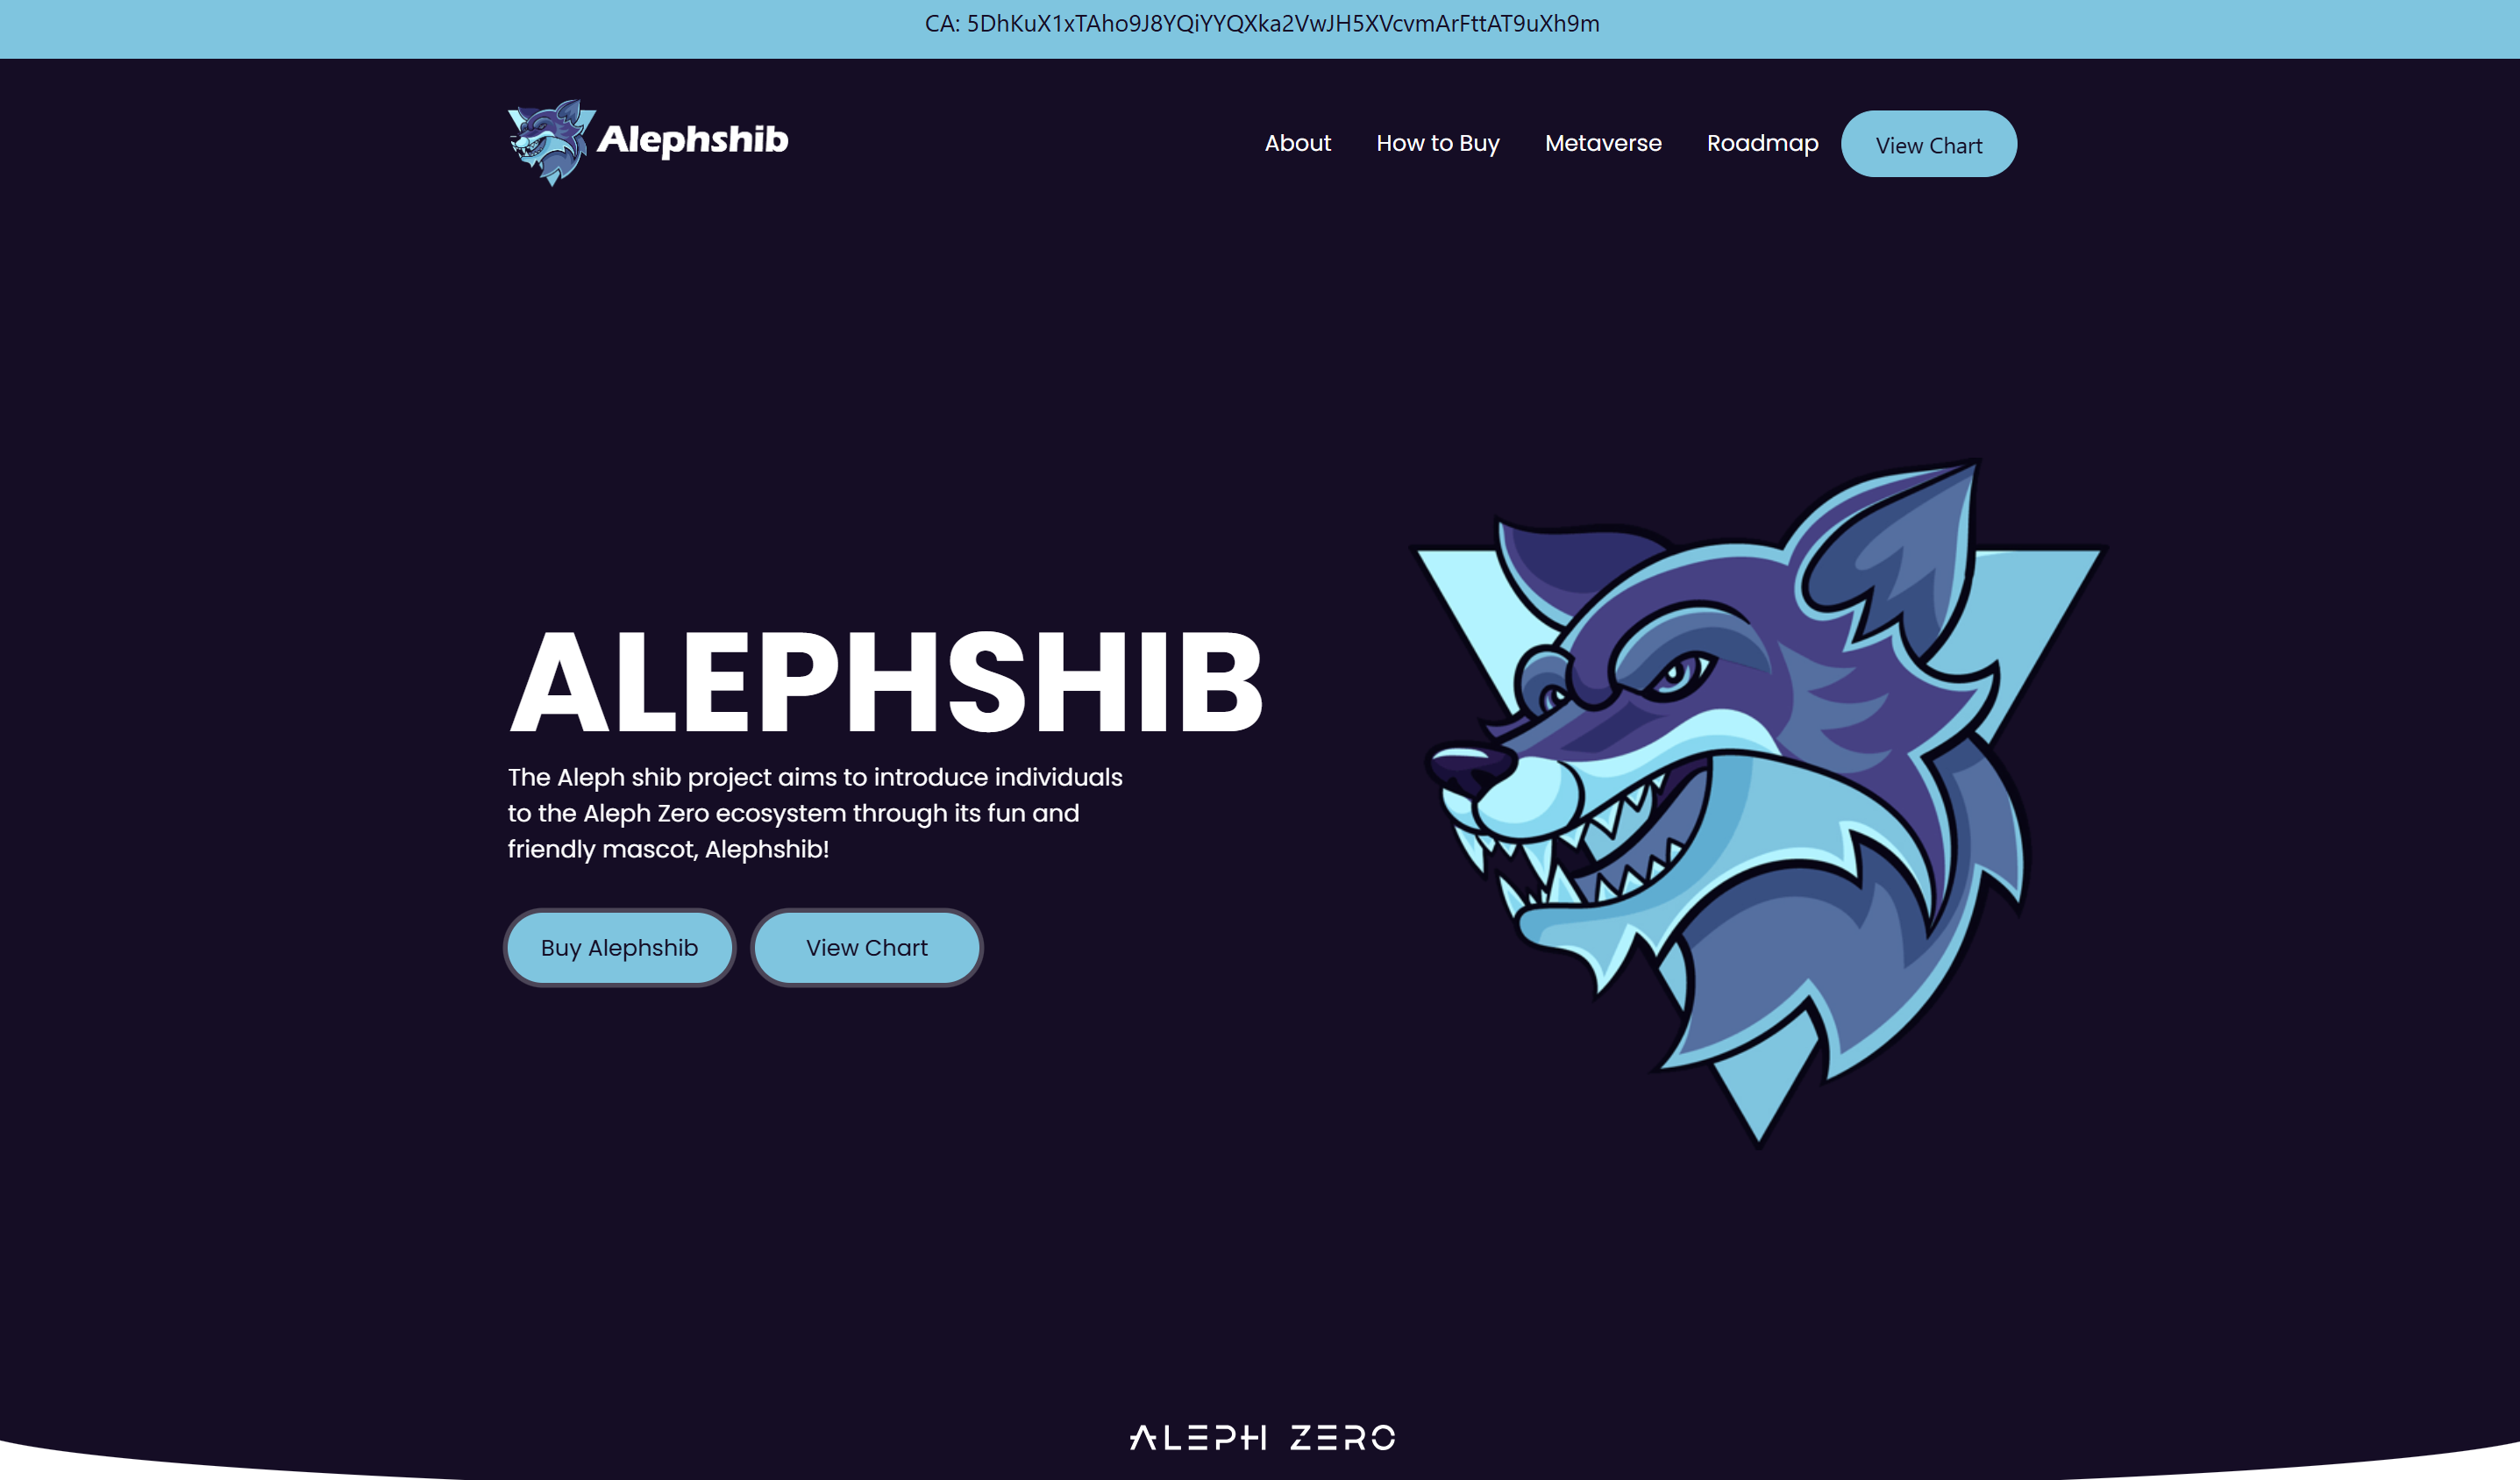 CA: 5DhKuX1xTAho9J8YQiYYQXka2VwJH5XVcvmArFttAT9uXh9m
Alephshib
About
How to Buy
Metaverse
Roadmap
View Chart
ALEPHSHIB
The Aleph shib project aims to introduce individuals
to the Aleph Zero ecosystem through its fun and
friendly mascot, Alephshib!
Buy Alephshib
View Chart
ALEPH ZERO